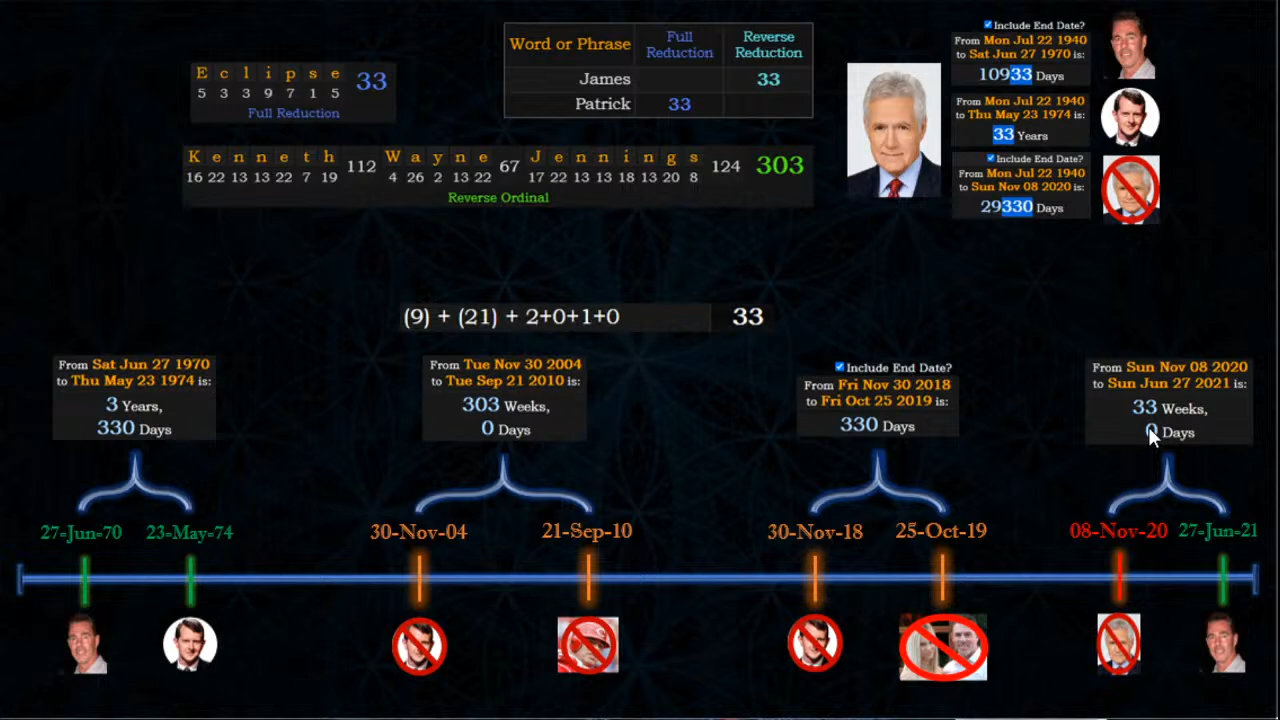 E c l i p s e 33
5 3 3 9 7 1 5
Full Reduction
Word or Phrase Full Reduction Reverse Reduction
James 33
Patrick 33
K e n n e t h 112 W a y n e 67 J e n n i n g s 124 303
16 22 13 13 22 7 19 4 26 2 13 22 17 22 13 13 18 13 20 8
Reverse Ordinal
Include End Date?
From Mon Jul 22 1940
to Sat Jun 27 1970 is:
10933 Days
From Mon Jul 22 1940
to Thu May 23 1974 is:
33 Years
Include End Date?
From Mon Jul 22 1940
to Sun Nov 08 2020 is:
29330 Days
(9) + (21) + 2+0+1+0 33
From Sat Jun 27 1970
to Thu May 23 1974 is:
3 Years,
330 Days
From Tue Nov 30 2004
to Tue Sep 21 2010 is:
303 Weeks,
0 Days
Include End Date?
From Fri Nov 30 2018
to Fri Oct 25 2019 is:
330 Days
From Sun Nov 08 2020
to Sun Jun 27 2021 is:
33 Weeks,
0 Days
27-Jun-70 23-May-74 30-Nov-04 21-Sep-10 30-Nov-18 25-Oct-19 08-Nov-20 27-Jun-21